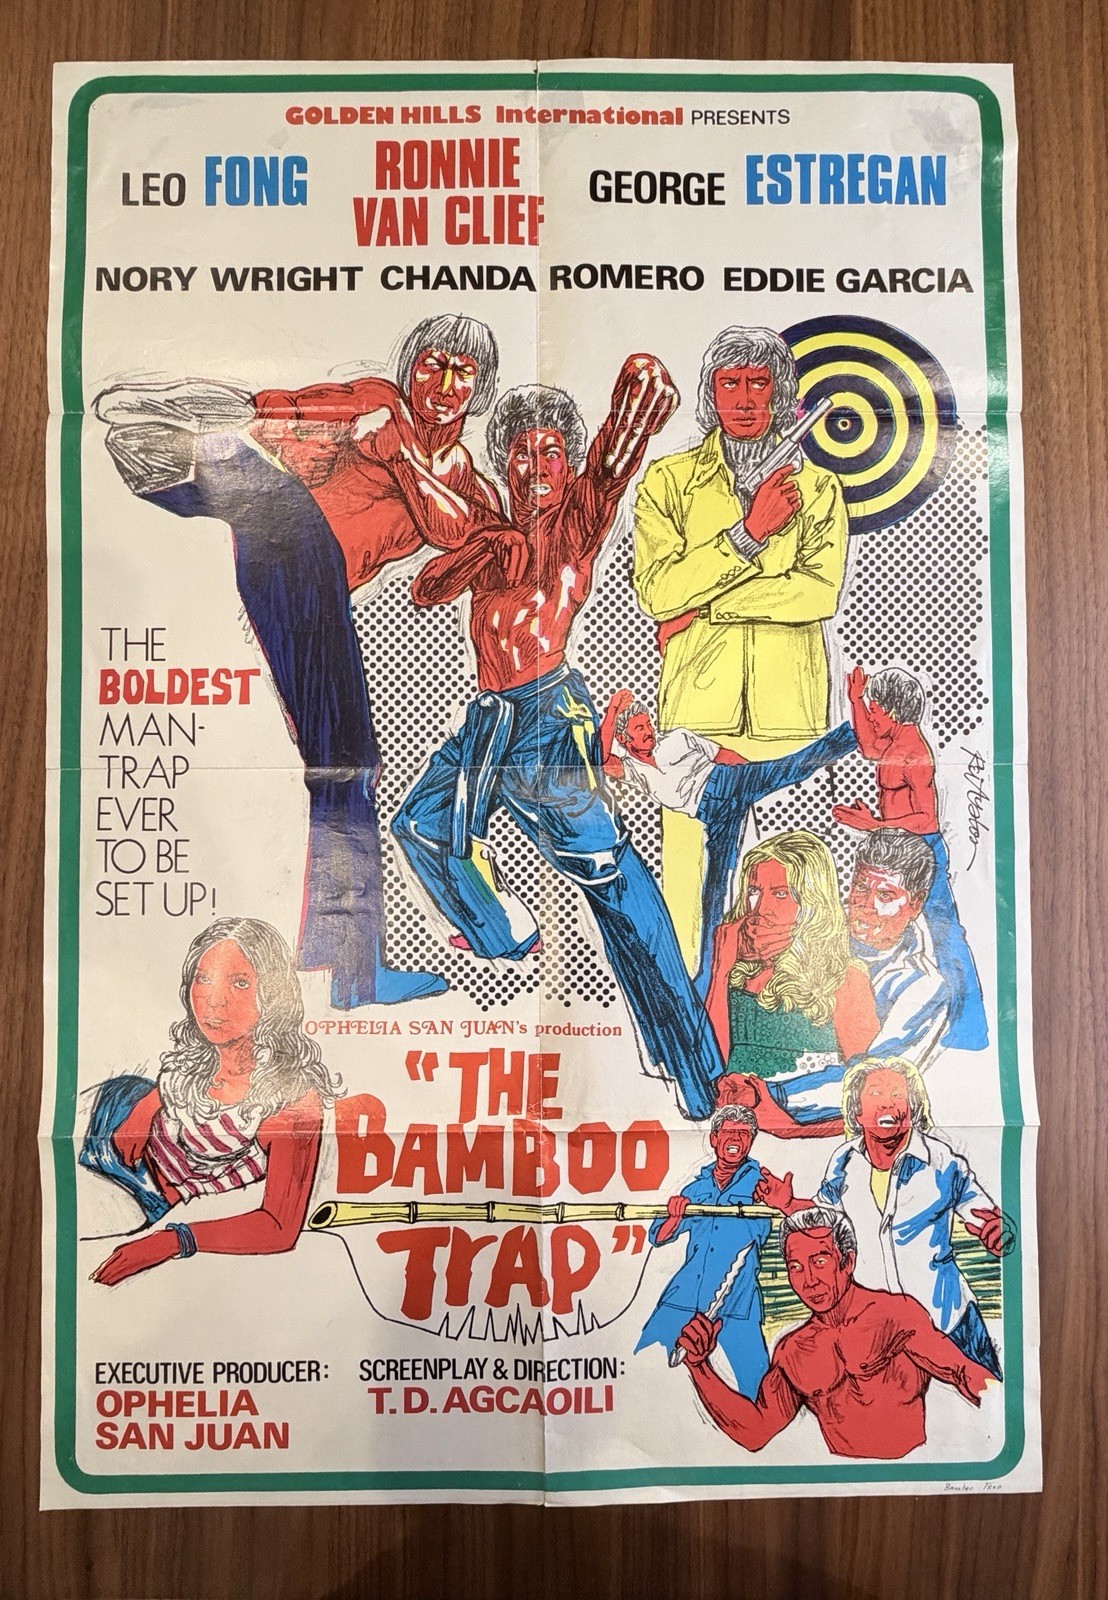 GOLDEN HILLS International PRESENTS
LEO FONG
RONNIE
VAN CLIEF
GEORGE ESTREGAN
NORY WRIGHT CHANDA ROMERO EDDIE GARCIA
THE
BOLDEST
MAN-
TRAP
EVER
TO BE
SET UP!
OPHELIA SAN JUAN's production
"THE
BAMBOO
TrAP"
EXECUTIVE PRODUCER:
OPHELIA
SAN JUAN
SCREENPLAY & DIRECTION:
T.D. AGCAOILI
Bamboo Trap